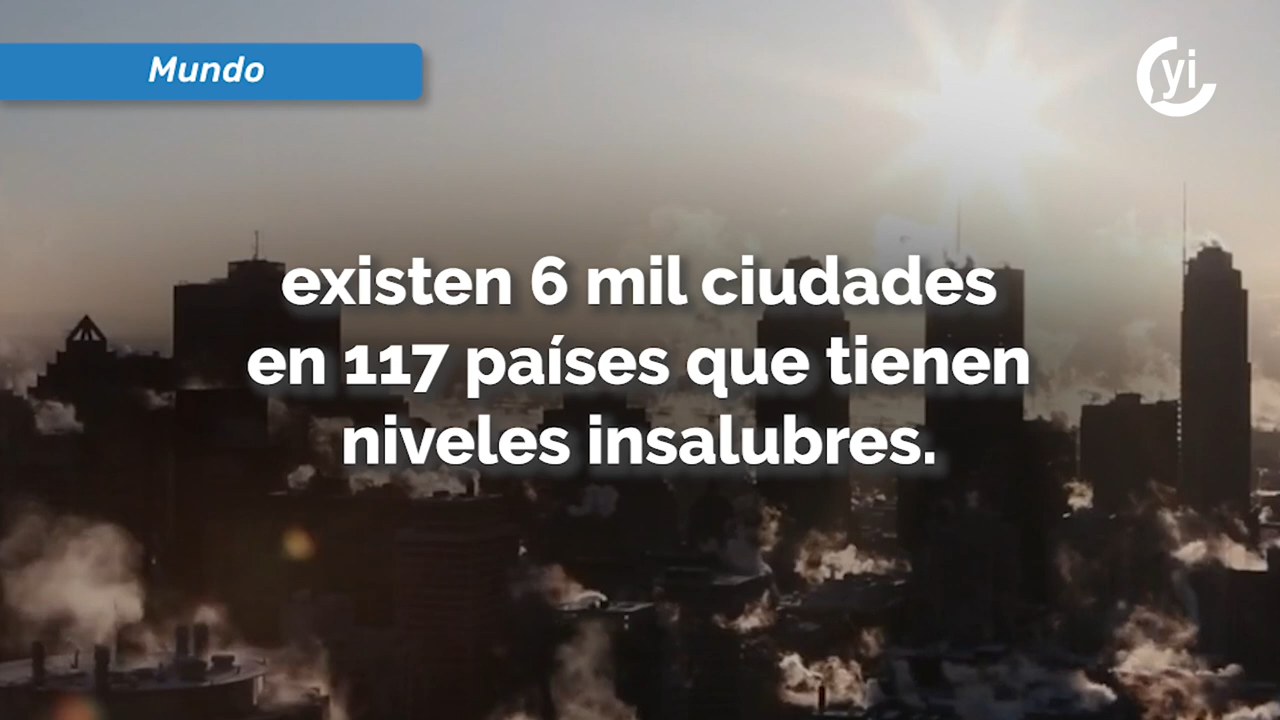 Mundo
yi
existen 6 mil ciudades
en 117 países que tienen
niveles insalubres.